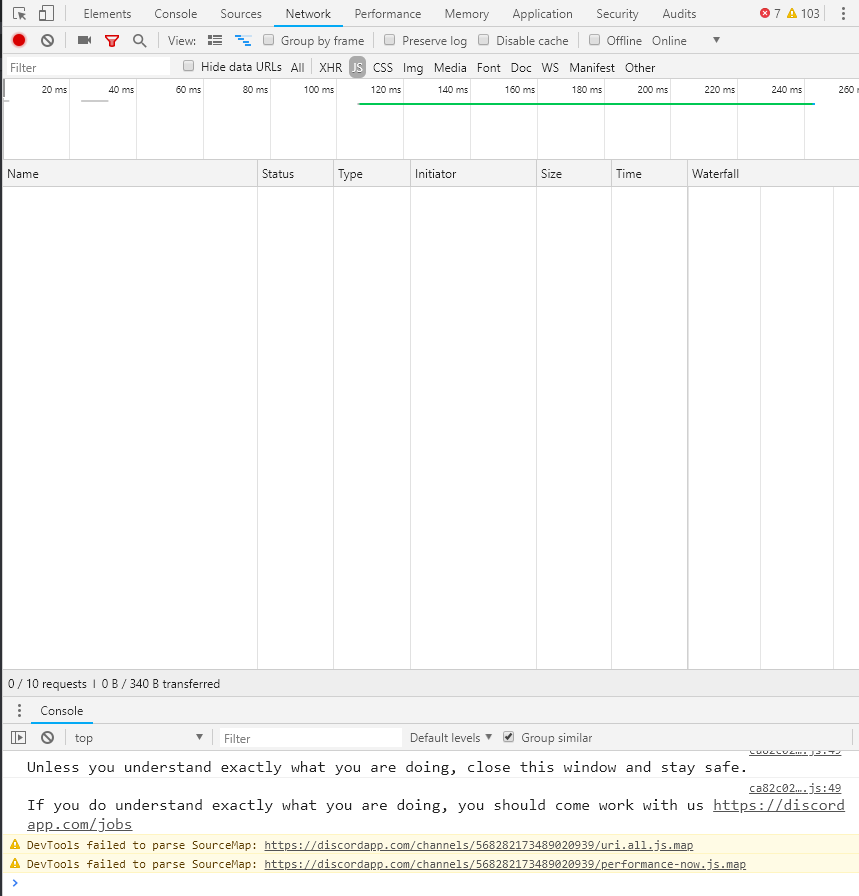 Elements Console Sources Network Performance Memory Application Security Audits 7 103
View: Group by frame Preserve log Disable cache Offline Online
Filter Hide data URLs All XHR JS CSS Img Media Font Doc WS Manifest Other
20 ms 40 ms 60 ms 80 ms 100 ms 120 ms 140 ms 160 ms 180 ms 200 ms 220 ms 240 ms 260 m
Name Status Type Initiator Size Time Waterfall
0 / 10 requests | 0 B / 340 B transferred
Console
top Filter Default levels Group similar
ca82c02….js:49
Unless you understand exactly what you are doing, close this window and stay safe.
ca82c02….js:49
If you do understand exactly what you are doing, you should come work with us https://discord
app.com/jobs
DevTools failed to parse SourceMap: https://discordapp.com/channels/568282173489020939/uri.all.js.map
DevTools failed to parse SourceMap: https://discordapp.com/channels/568282173489020939/performance-now.js.map